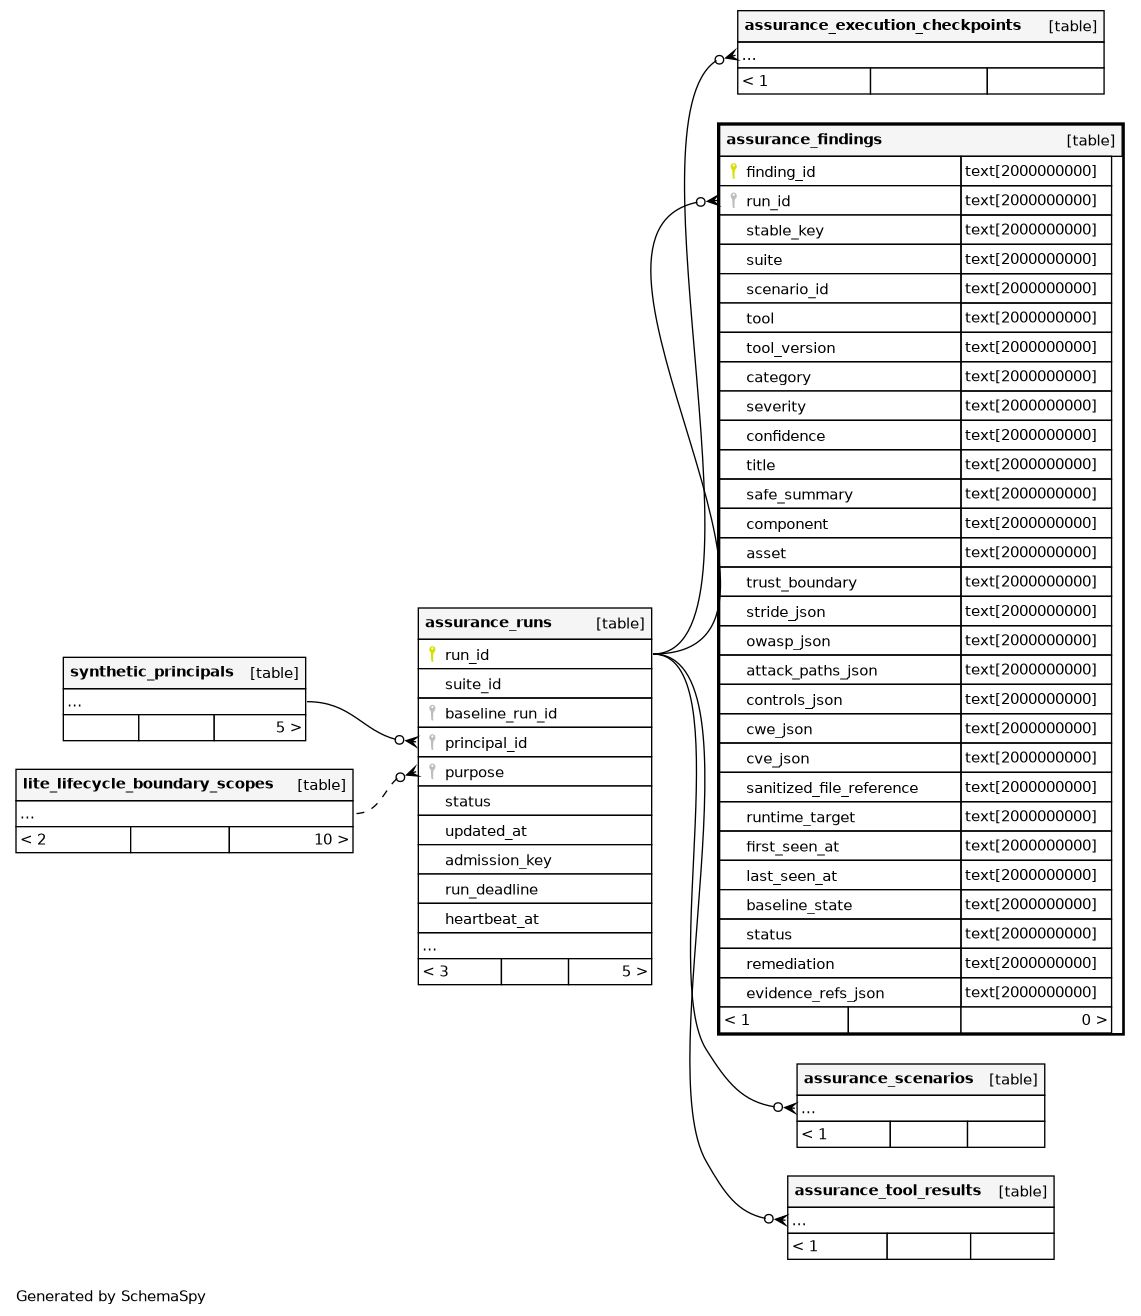 assurance_execution_checkpoints [table]
...
< 1
assurance_findings [table]
finding_id text[2000000000]
run_id text[2000000000]
stable_key text[2000000000]
suite text[2000000000]
scenario_id text[2000000000]
tool text[2000000000]
tool_version text[2000000000]
category text[2000000000]
severity text[2000000000]
confidence text[2000000000]
title text[2000000000]
safe_summary text[2000000000]
component text[2000000000]
asset text[2000000000]
trust_boundary text[2000000000]
stride_json text[2000000000]
owasp_json text[2000000000]
attack_paths_json text[2000000000]
controls_json text[2000000000]
cwe_json text[2000000000]
cve_json text[2000000000]
sanitized_file_reference text[2000000000]
runtime_target text[2000000000]
first_seen_at text[2000000000]
last_seen_at text[2000000000]
baseline_state text[2000000000]
status text[2000000000]
remediation text[2000000000]
evidence_refs_json text[2000000000]
< 1 0 >
assurance_runs [table]
run_id
suite_id
baseline_run_id
principal_id
purpose
status
updated_at
admission_key
run_deadline
heartbeat_at
...
< 3 5 >
synthetic_principals [table]
...
5 >
lite_lifecycle_boundary_scopes [table]
...
< 2 10 >
assurance_scenarios [table]
...
< 1
assurance_tool_results [table]
...
< 1
Generated by SchemaSpy